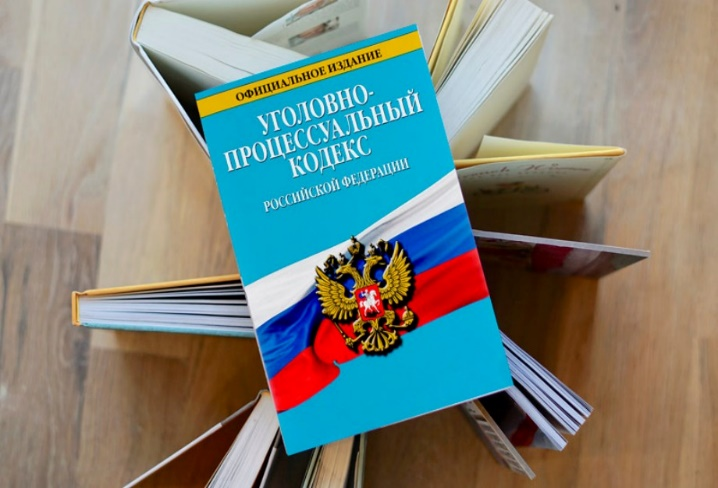 ОФИЦИАЛЬНОЕ ИЗДАНИЕ
УГОЛОВНО-
ПРОЦЕССУАЛЬНЫЙ
КОДЕКС
РОССИЙСКОЙ ФЕДЕРАЦИИ